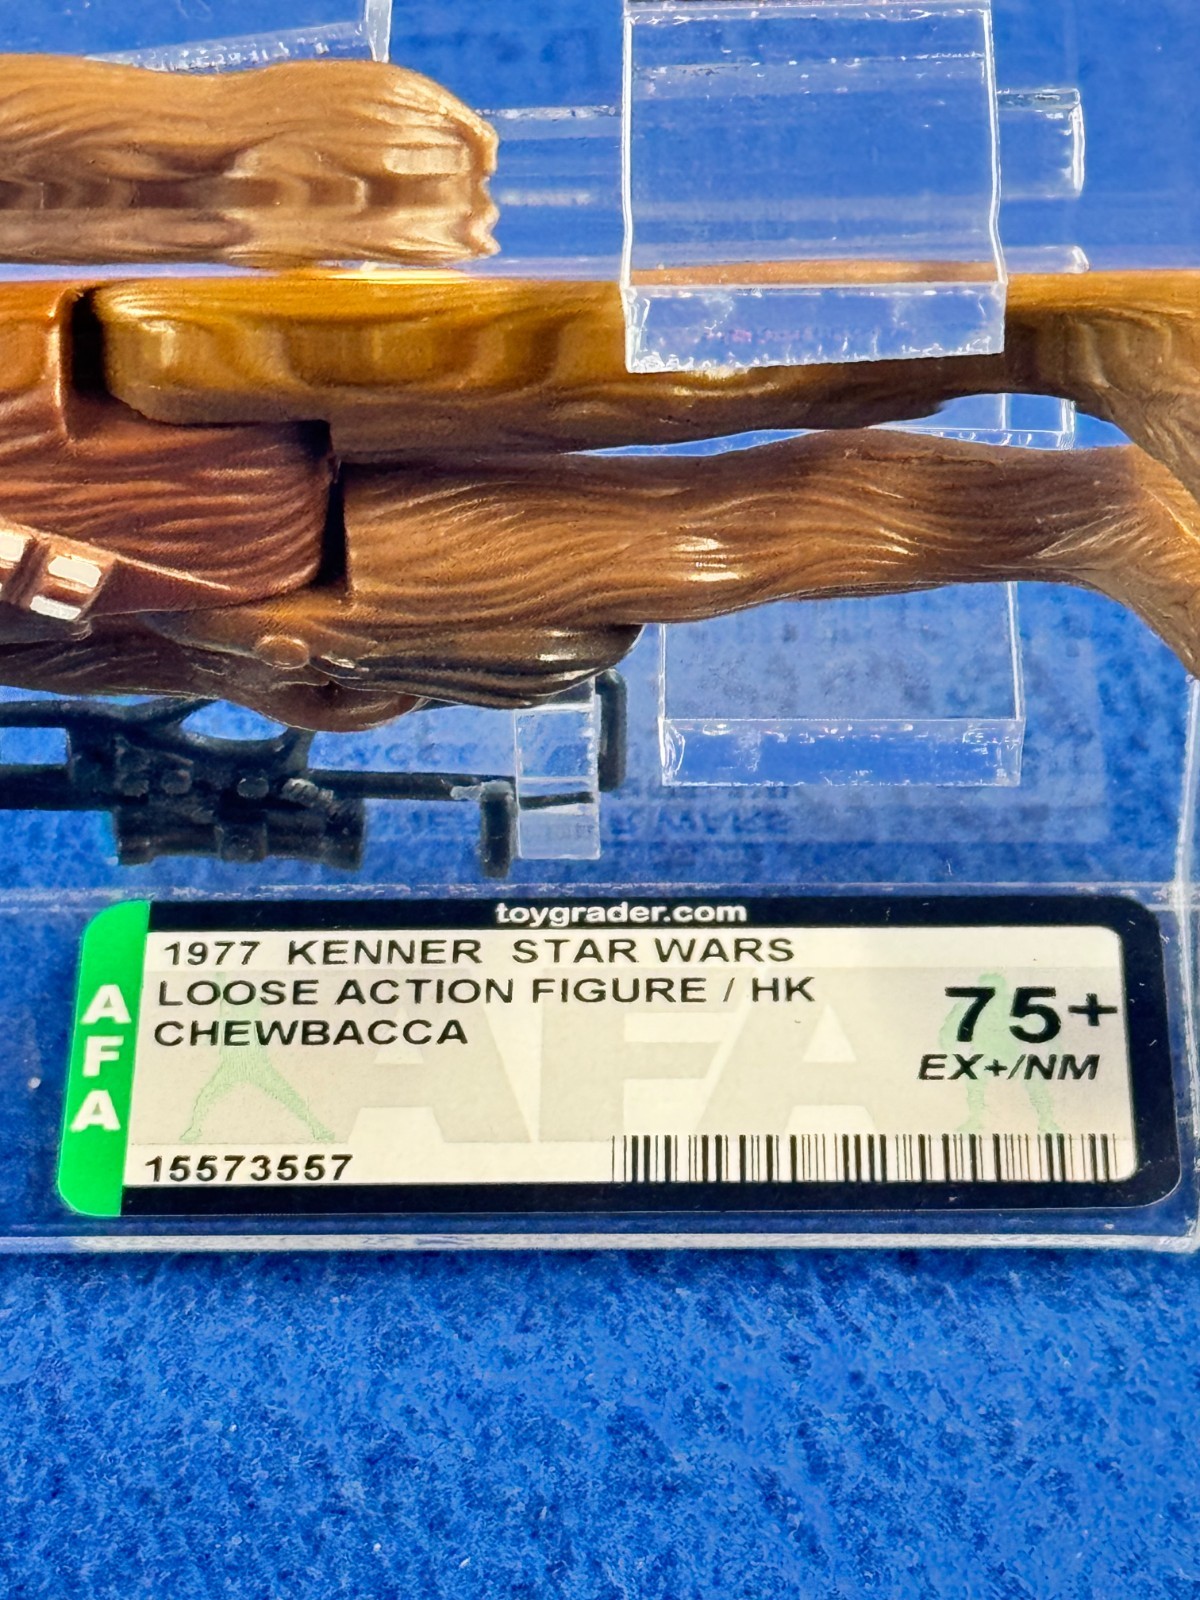 toygrader.com
1977 KENNER STAR WARS
LOOSE ACTION FIGURE / HK
CHEWBACCA
75+
EX+/NM
AFA
AFA
15573557